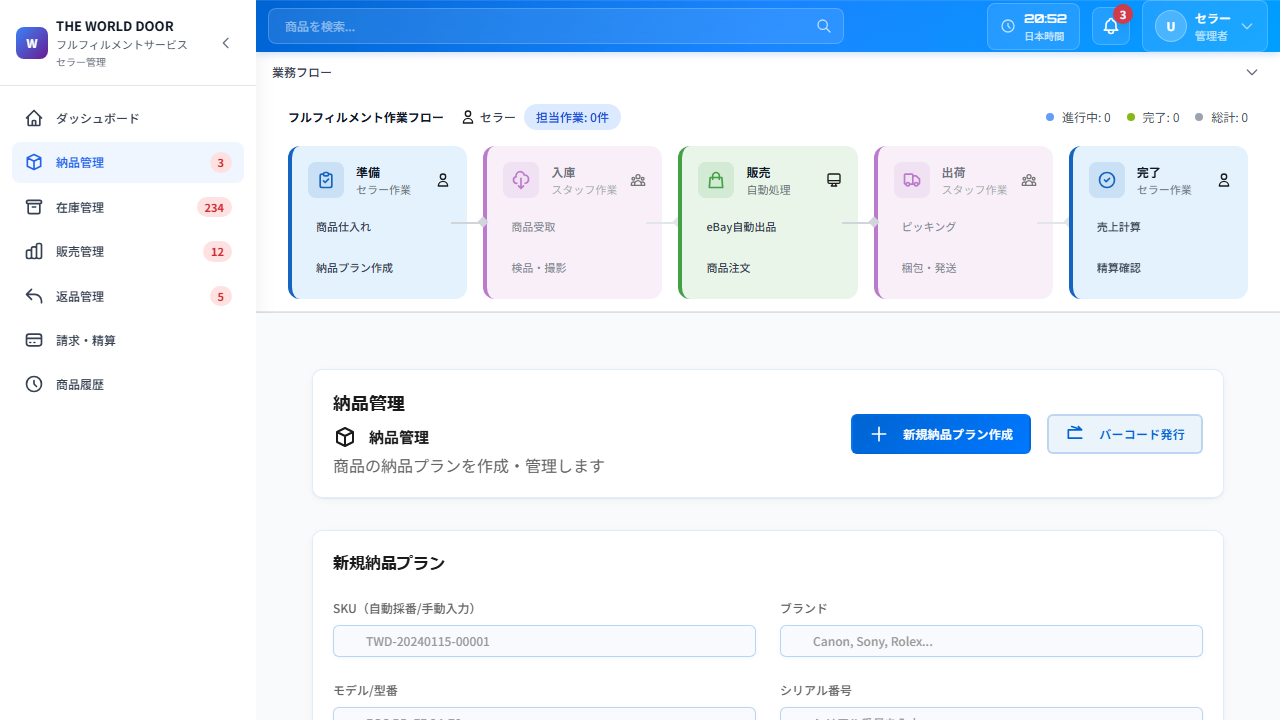 THE WORLD DOOR
フルフィルメントサービス
セラー管理
W
ダッシュボード
納品管理
3
在庫管理
234
販売管理
12
返品管理
5
請求・精算
商品履歴
商品を検索...
20:52
日本時間
3
U
セラー
管理者
業務フロー
フルフィルメント作業フロー
セラー
担当作業: 0件
進行中: 0
完了: 0
総計: 0
準備
セラー作業
商品仕入れ
納品プラン作成
入庫
スタッフ作業
商品受取
検品・撮影
販売
自動処理
eBay自動出品
商品注文
出荷
スタッフ作業
ピッキング
梱包・発送
完了
セラー作業
売上計算
精算確認
納品管理
納品管理
商品の納品プランを作成・管理します
新規納品プラン作成
バーコード発行
新規納品プラン
SKU（自動採番/手動入力）
TWD-20240115-00001
ブランド
Canon, Sony, Rolex...
モデル/型番
シリアル番号